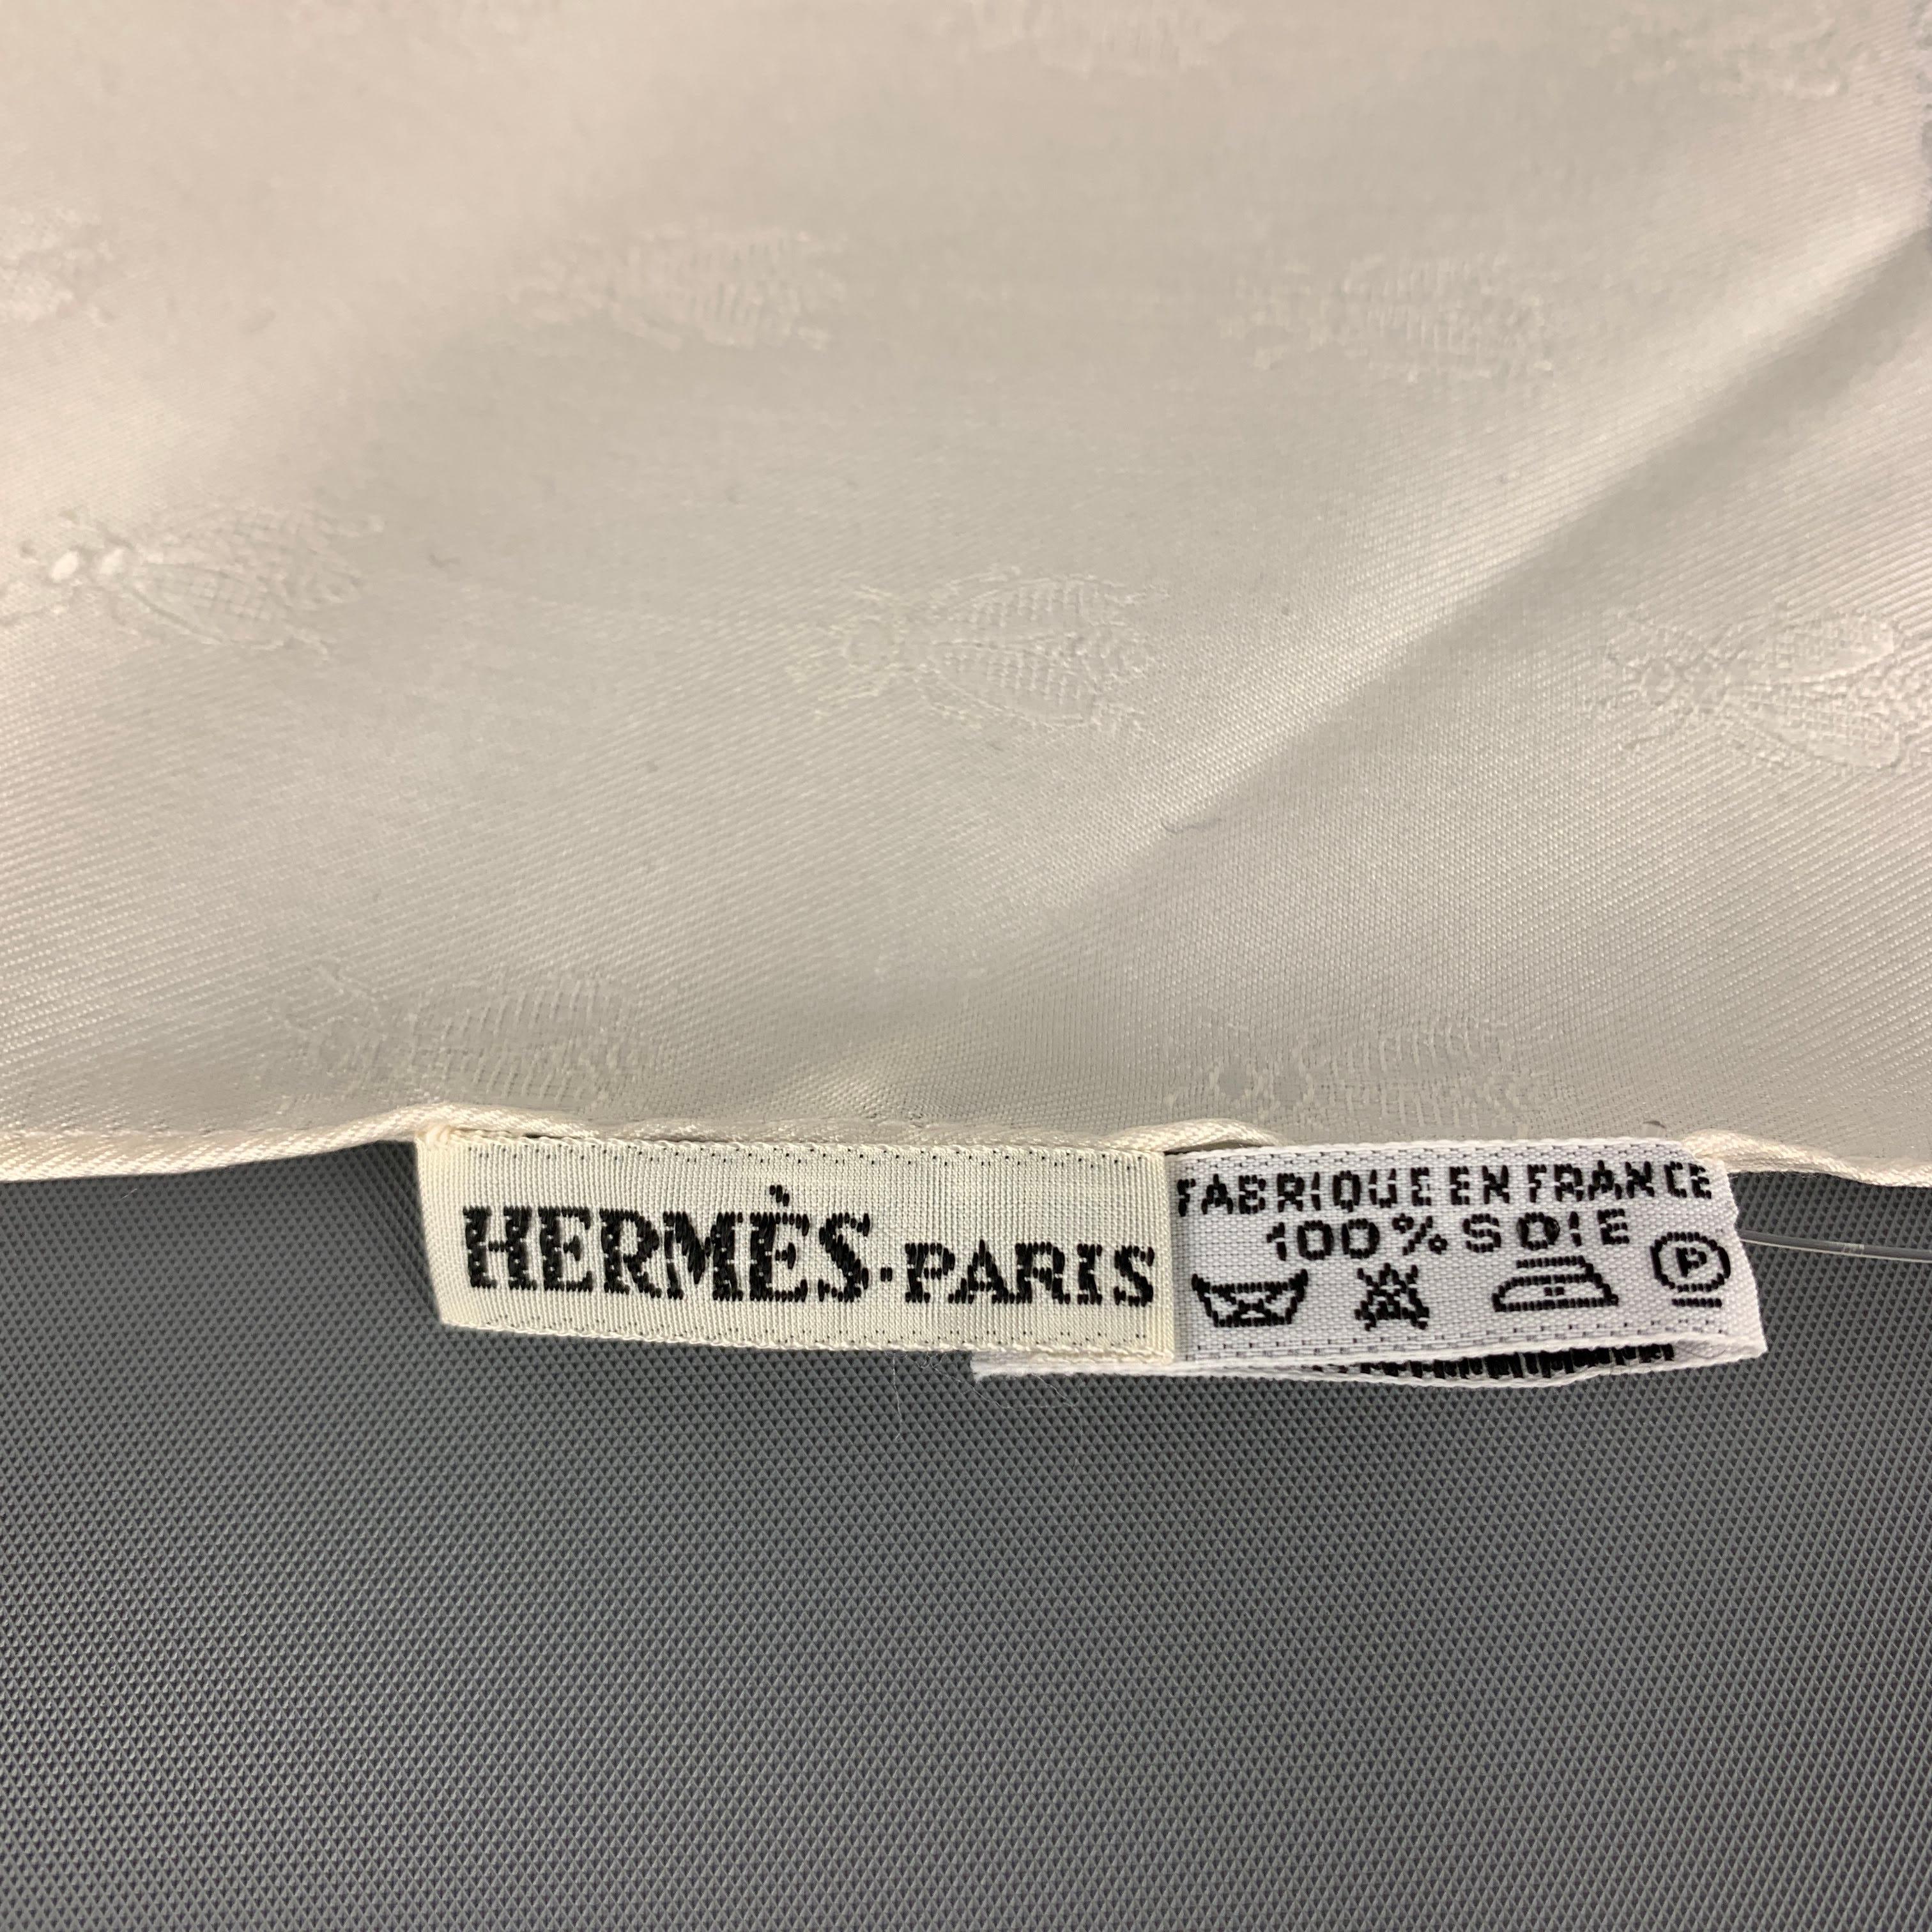 HERMÈS·PARIS
FABRIQUE EN FRANCE
100% SOIE
P